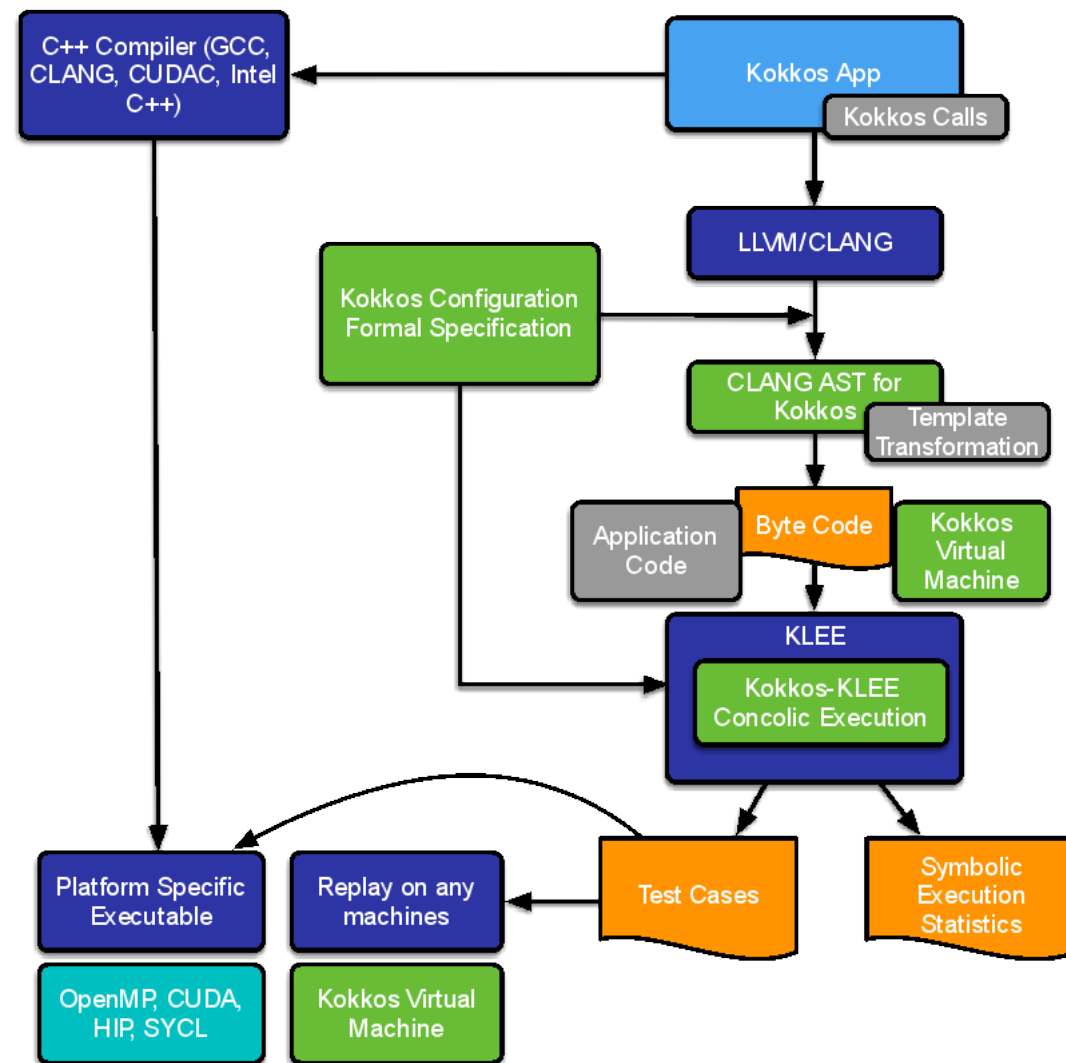 C++ Compiler (GCC,
CLANG, CUDAC, Intel
C++)
Kokkos App
Kokkos Calls
LLVM/CLANG
Kokkos Configuration
Formal Specification
CLANG AST for
Kokkos
Template
Transformation
Application
Code
Byte Code
Kokkos
Virtual
Machine
KLEE
Kokkos-KLEE
Concolic Execution
Platform Specific
Executable
Replay on any
machines
Test Cases
Symbolic
Execution
Statistics
OpenMP, CUDA,
HIP, SYCL
Kokkos Virtual
Machine